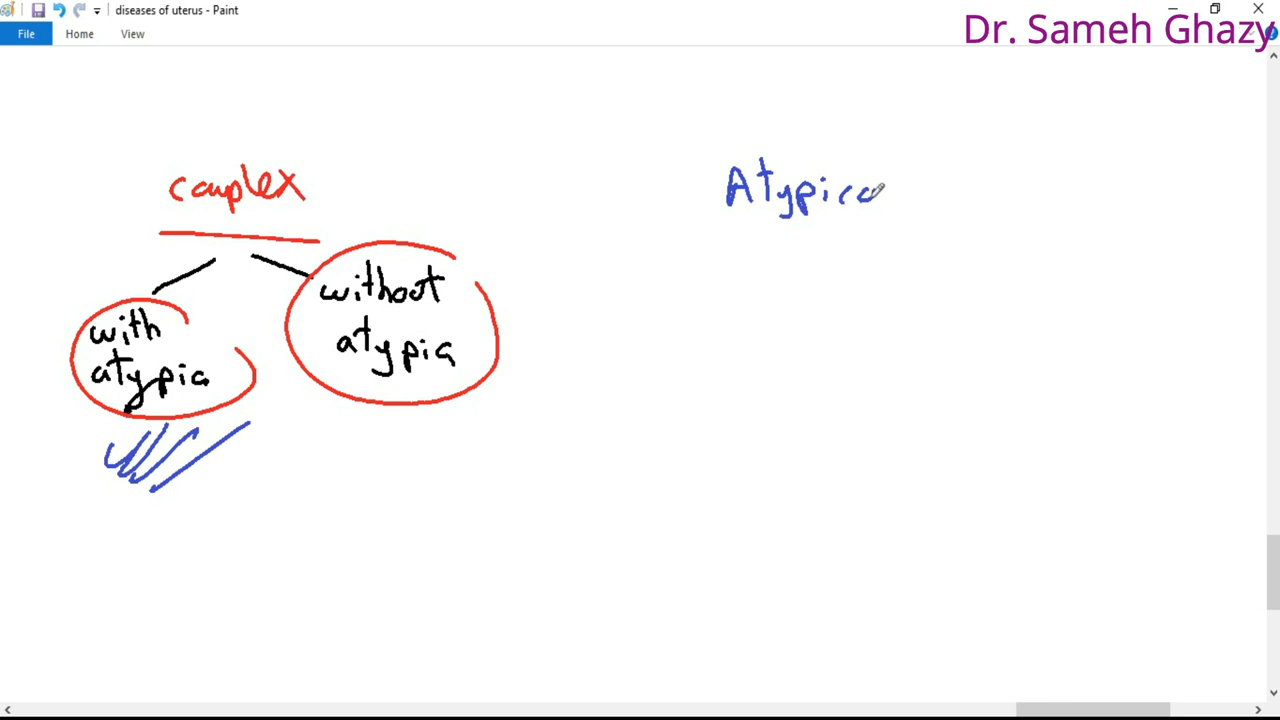 diseases of uterus - Paint
Dr. Sameh Ghazy
File Home View
complex
Atypica
with
atypia
without
atypia